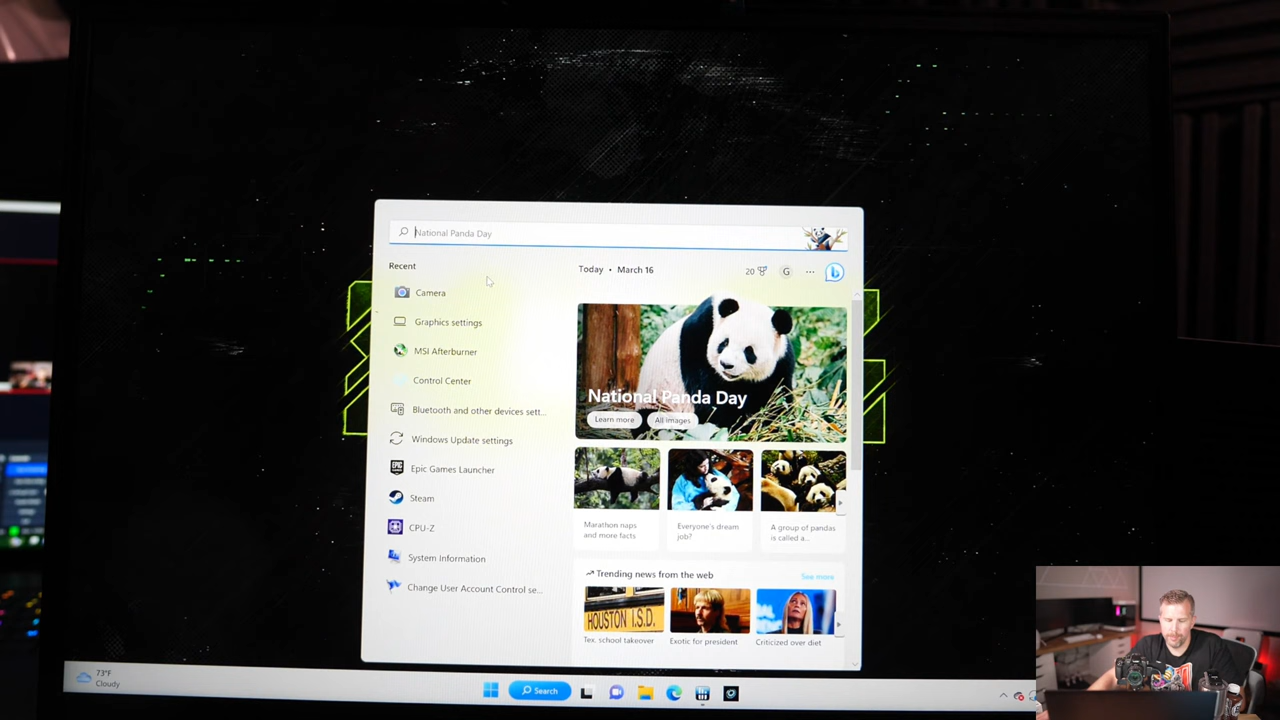 National Panda Day
Recent
Today • March 16
20
G
Camera
Graphics settings
MSI Afterburner
Control Center
Bluetooth and other devices sett...
Windows Update settings
Epic Games Launcher
Steam
CPU-Z
System Information
Change User Account Control se...
National Panda Day
Learn more
All images
Marathon naps
and more facts
Everyone's dream
job?
A group of pandas
is called a...
Trending news from the web
See more
HOUSTON I.S.D.
Tex. school takeover
Exotic for president
Criticized over diet
73°F
Cloudy
Search